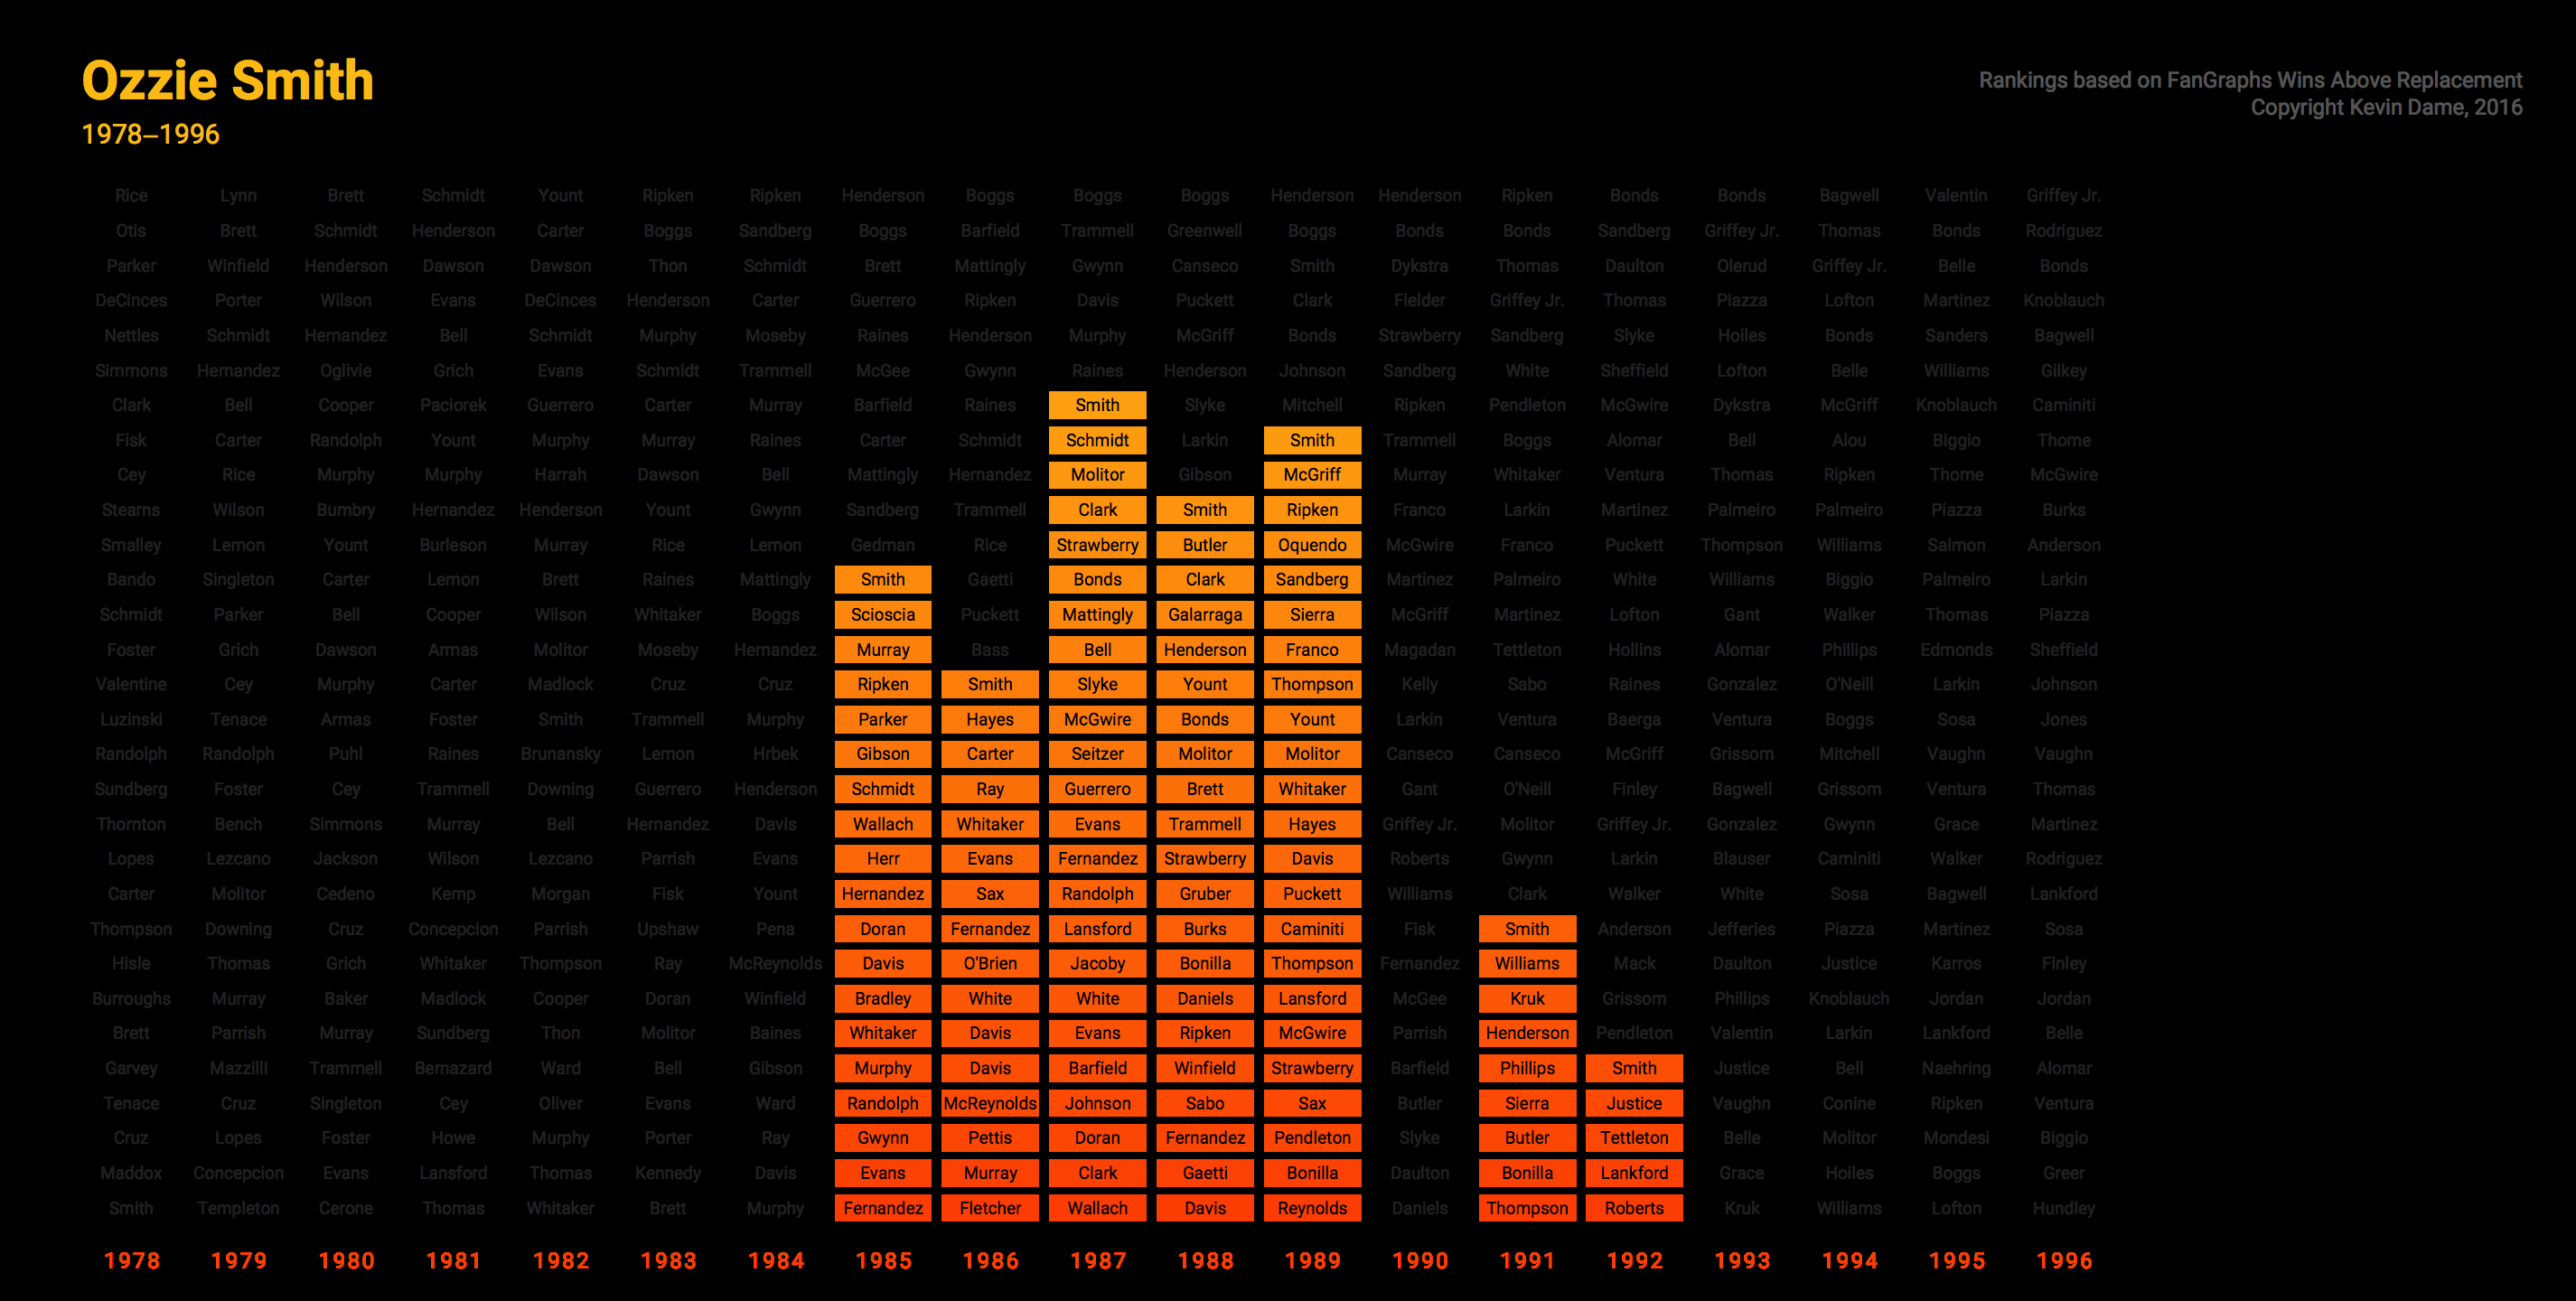 Ozzie Smith
1978–1996
Rankings based on FanGraphs Wins Above Replacement
Copyright Kevin Dame, 2016
Rice Lynn Brett Schmidt Yount Ripken Ripken Henderson Boggs Boggs Boggs Henderson Henderson Ripken Bonds Bonds Bagwell Valentin Griffey Jr.
Otis Brett Schmidt Henderson Carter Boggs Sandberg Boggs Barfield Trammell Greenwell Boggs Bonds Bonds Sandberg Griffey Jr. Thomas Bonds Rodriguez
Parker Winfield Henderson Dawson Dawson Thon Schmidt Brett Mattingly Gwynn Canseco Smith Dykstra Thomas Daulton Olerud Griffey Jr. Belle Bonds
DeCinces Porter Wilson Evans DeCinces Henderson Carter Guerrero Ripken Davis Puckett Clark Fielder Griffey Jr. Thomas Piazza Lofton Martinez Knoblauch
Nettles Schmidt Hernandez Bell Schmidt Murphy Moseby Raines Henderson Murphy McGriff Bonds Strawberry Sandberg Slyke Hoiles Bonds Sanders Bagwell
Simmons Hernandez Oglivie Grich Evans Schmidt Trammell McGee Gwynn Raines Henderson Johnson Sandberg White Sheffield Lofton Belle Williams Gilkey
Clark Bell Cooper Paciorek Guerrero Carter Murray Barfield Raines Smith Slyke Mitchell Ripken Pendleton McGwire Dykstra McGriff Knoblauch Caminiti
Fisk Carter Randolph Yount Murphy Murray Raines Carter Schmidt Schmidt Larkin Smith Trammell Boggs Alomar Bell Alou Biggio Thome
Cey Rice Murphy Murphy Harrah Dawson Bell Mattingly Hernandez Molitor Gibson McGriff Murray Whitaker Ventura Thomas Ripken Thome McGwire
Stearns Wilson Bumbry Hernandez Henderson Yount Gwynn Sandberg Trammell Clark Smith Ripken Franco Larkin Martinez Palmeiro Palmeiro Piazza Burks
Smalley Lemon Yount Burleson Murray Rice Lemon Gedman Rice Strawberry Butler Oquendo McGwire Franco Puckett Thompson Williams Salmon Anderson
Bando Singleton Carter Lemon Brett Raines Mattingly Smith Gaetti Bonds Clark Sandberg Martinez Palmeiro White Williams Biggio Palmeiro Larkin
Schmidt Parker Bell Cooper Wilson Whitaker Boggs Scioscia Puckett Mattingly Galarraga Sierra McGriff Martinez Lofton Gant Walker Thomas Piazza
Foster Grich Dawson Armas Molitor Moseby Hernandez Murray Bass Bell Henderson Franco Magadan Tettleton Hollins Alomar Phillips Edmonds Sheffield
Valentine Cey Murphy Carter Madlock Cruz Cruz Ripken Smith Slyke Yount Thompson Kelly Sabo Raines Gonzalez O'Neill Larkin Johnson
Luzinski Tenace Armas Foster Smith Trammell Murphy Parker Hayes McGwire Bonds Yount Larkin Ventura Baerga Ventura Boggs Sosa Jones
Randolph Randolph Puhl Raines Brunansky Lemon Hrbek Gibson Carter Seitzer Molitor Molitor Canseco Canseco McGriff Grissom Mitchell Vaughn Vaughn
Sundberg Foster Cey Trammell Downing Guerrero Henderson Schmidt Ray Guerrero Brett Whitaker Gant O'Neill Finley Bagwell Grissom Ventura Thomas
Thornton Bench Simmons Murray Bell Hernandez Davis Wallach Whitaker Evans Trammell Hayes Griffey Jr. Molitor Griffey Jr. Gonzalez Gwynn Grace Martinez
Lopes Lezcano Jackson Wilson Lezcano Parrish Evans Herr Evans Fernandez Strawberry Davis Roberts Gwynn Larkin Blauser Caminiti Walker Rodriguez
Carter Molitor Cedeno Kemp Morgan Fisk Yount Hernandez Sax Randolph Gruber Puckett Williams Clark Walker White Sosa Bagwell Lankford
Thompson Downing Cruz Concepcion Parrish Upshaw Pena Doran Fernandez Lansford Burks Caminiti Fisk Smith Anderson Jefferies Piazza Martinez Sosa
Hisle Thomas Grich Whitaker Thompson Ray McReynolds Davis O'Brien Jacoby Bonilla Thompson Fernandez Williams Mack Daulton Justice Karros Finley
Burroughs Murray Baker Madlock Cooper Doran Winfield Bradley White White Daniels Lansford McGee Kruk Grissom Phillips Knoblauch Jordan Jordan
Brett Parrish Murray Sundberg Thon Molitor Baines Whitaker Davis Evans Ripken McGwire Parrish Henderson Pendleton Valentin Larkin Lankford Belle
Garvey Mazzilli Trammell Bernazard Ward Bell Gibson Murphy Davis Barfield Winfield Strawberry Barfield Phillips Smith Justice Bell Naehring Alomar
Tenace Cruz Singleton Cey Oliver Evans Ward Randolph McReynolds Johnson Sabo Sax Butler Sierra Justice Vaughn Conine Ripken Ventura
Cruz Lopes Foster Howe Murphy Porter Ray Gwynn Pettis Doran Fernandez Pendleton Slyke Butler Tettleton Belle Molitor Mondesi Biggio
Maddox Concepcion Evans Lansford Thomas Kennedy Davis Evans Murray Clark Gaetti Bonilla Daulton Bonilla Lankford Grace Hoiles Boggs Greer
Smith Templeton Cerone Thomas Whitaker Brett Murphy Fernandez Fletcher Wallach Davis Reynolds Daniels Thompson Roberts Kruk Williams Lofton Hundley
1978 1979 1980 1981 1982 1983 1984 1985 1986 1987 1988 1989 1990 1991 1992 1993 1994 1995 1996